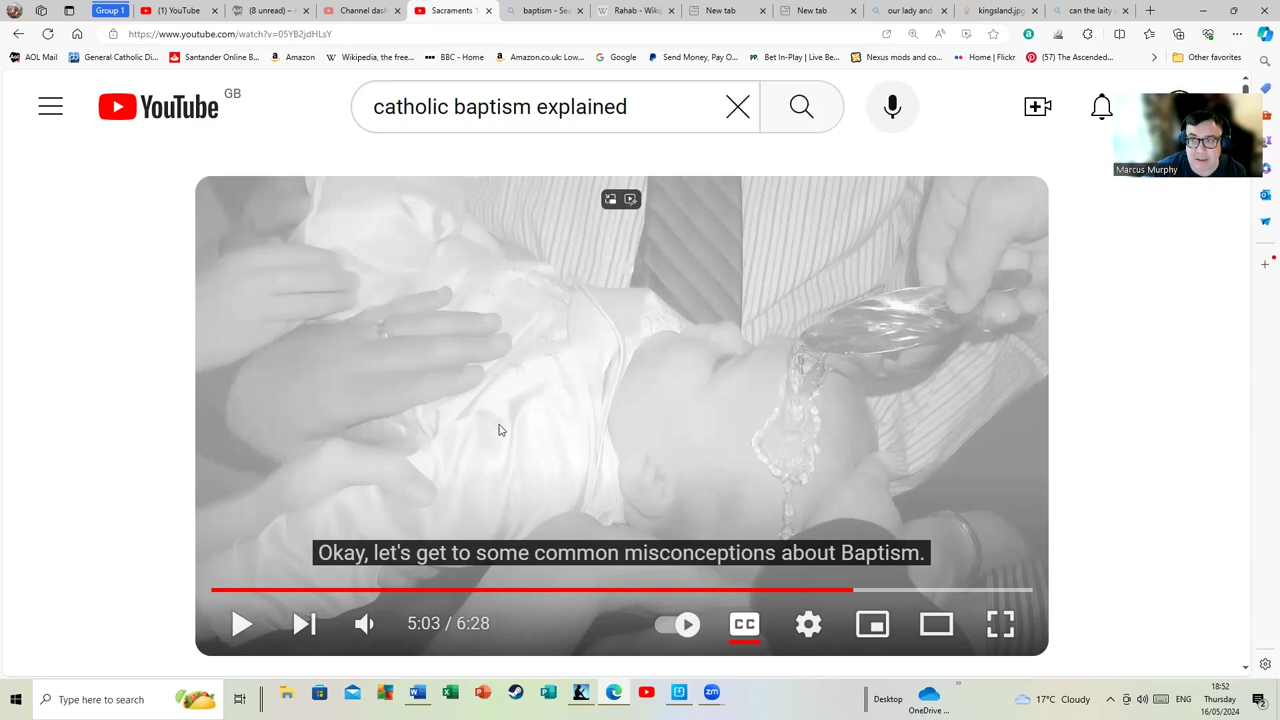 Group 1
(1) YouTube
(8 unread) – m
Channel dash
Sacraments 1
baptism - Sea
Rahab - Wiki
New tab
New tab
our lady and
kingsland.jpg
can the laity
https://www.youtube.com/watch?v=05YB2jdHLsY
AOL Mail
General Catholic Di...
Santander Online B...
Amazon
Wikipedia, the free...
BBC - Home
Amazon.co.uk: Low...
Google
Send Money, Pay O...
Bet In-Play | Live Be...
Nexus mods and co...
Home | Flickr
(57) The Ascended...
Other favorites
YouTube GB
catholic baptism explained
Marcus Murphy
Okay, let's get to some common misconceptions about Baptism.
5:03 / 6:28
CC
Type here to search
Desktop
OneDrive ...
17°C Cloudy
ENG
18:52
Thursday
16/05/2024
2